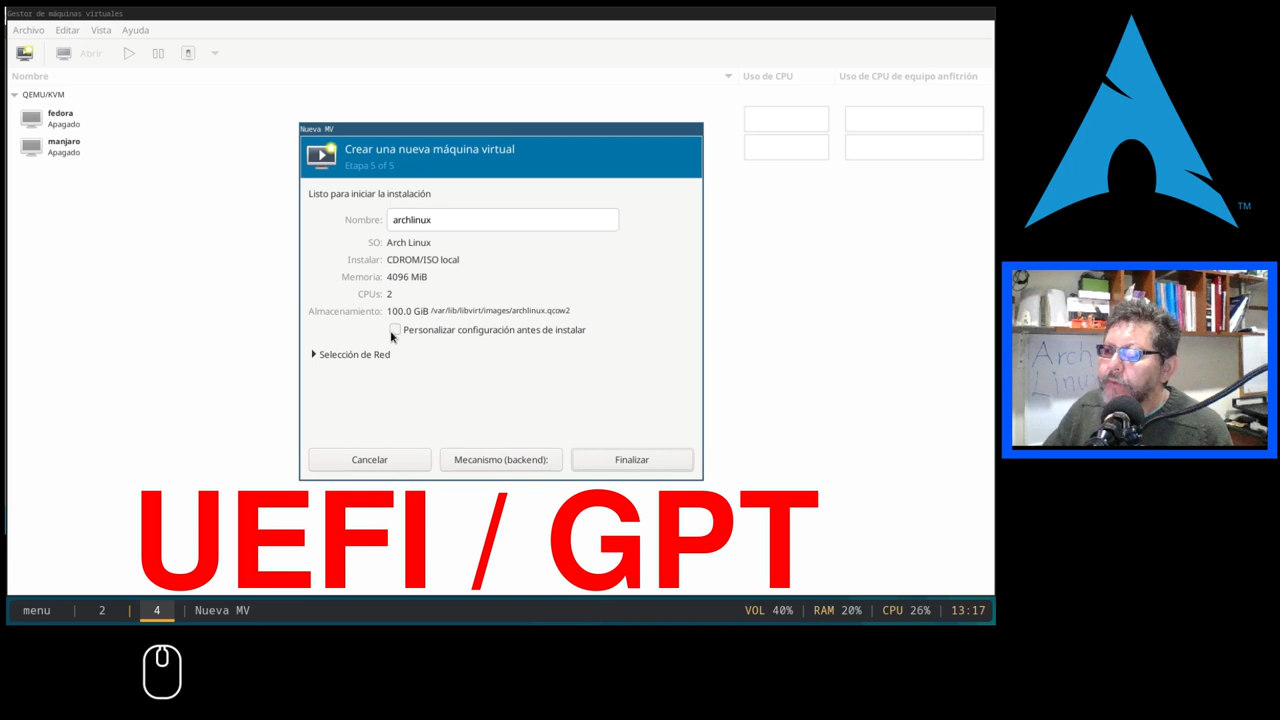 Gestor de máquinas virtuales
Archivo Editar Vista Ayuda
Abrir
Nombre Uso de CPU Uso de CPU de equipo anfitrión
QEMU/KVM
fedora
Apagado
manjaro
Apagado
Nueva MV
Crear una nueva máquina virtual
Etapa 5 of 5
Listo para iniciar la instalación
Nombre: archlinux
SO: Arch Linux
Instalar: CDROM/ISO local
Memoria: 4096 MiB
CPUs: 2
Almacenamiento: 100.0 GiB /var/lib/libvirt/images/archlinux.qcow2
Personalizar configuración antes de instalar
Selección de Red
Cancelar Mecanismo (backend): Finalizar
UEFI / GPT
menu | 2 | 4 | Nueva MV VOL 40% | RAM 20% | CPU 26% | 13:17
TM
Arch
Linux